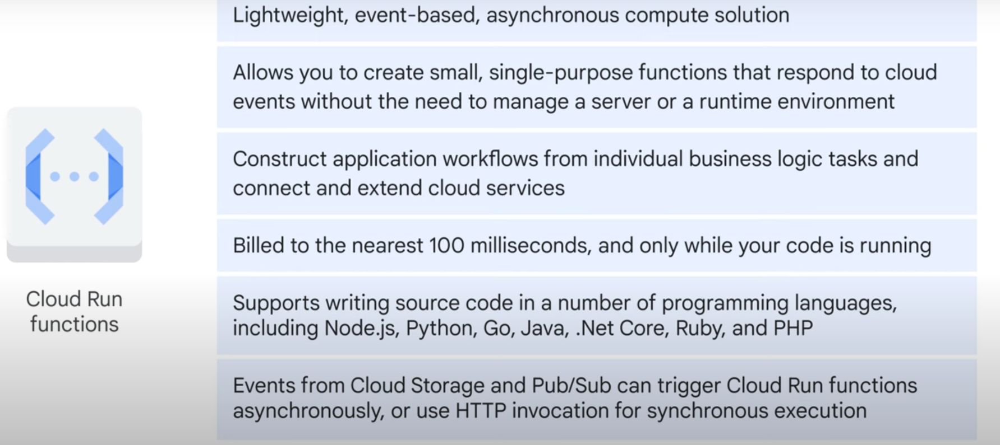 Lightweight, event-based, asynchronous compute solution
Allows you to create small, single-purpose functions that respond to cloud
events without the need to manage a server or a runtime environment
Construct application workflows from individual business logic tasks and
connect and extend cloud services
Billed to the nearest 100 milliseconds, and only while your code is running
Supports writing source code in a number of programming languages,
including Node.js, Python, Go, Java, .Net Core, Ruby, and PHP
Events from Cloud Storage and Pub/Sub can trigger Cloud Run functions
asynchronously, or use HTTP invocation for synchronous execution
Cloud Run
functions